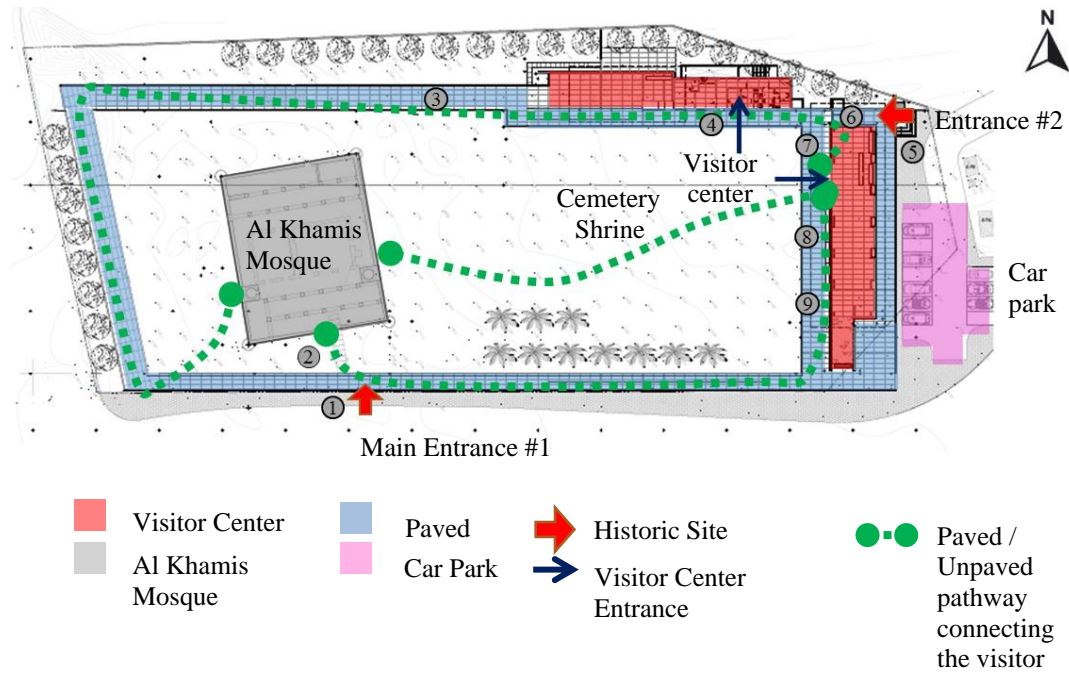 N
3
4
6
Entrance #2
7
5
Visitor
center
Cemetery
Shrine
Al Khamis
Mosque
8
Car
park
9
2
1
Main Entrance #1
Visitor Center
Al Khamis
Mosque
Paved
Car Park
Historic Site
Visitor Center
Entrance
Paved /
Unpaved
pathway
connecting
the visitor